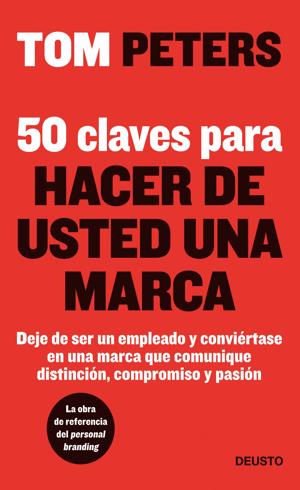 TOM PETERS
50 claves para
HACER DE
USTED UNA
MARCA
Deje de ser un empleado y conviértase
en una marca que comunique
distinción, compromiso y pasión
La obra
de referencia
del personal
branding
DEUSTO